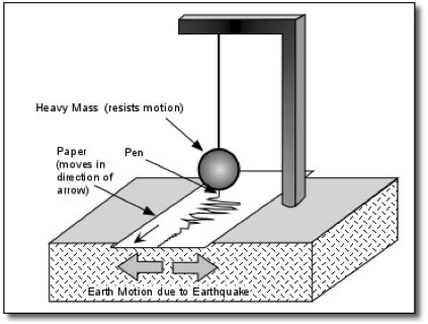 Heavy Mass (resists motion)
Paper
(moves in
direction of
arrow)
Pen
Earth Motion due to Earthquake